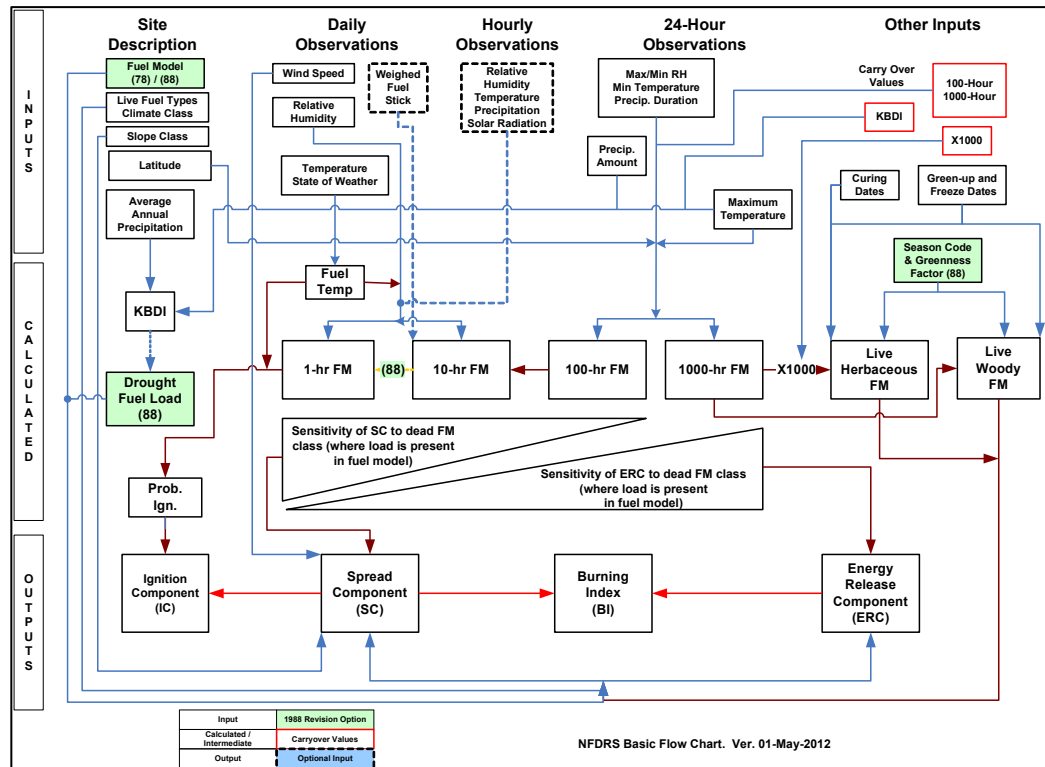 Site
Description
Daily
Observations
Hourly
Observations
24-Hour
Observations
Other Inputs
INPUTS
Fuel Model
(78) / (88)
Live Fuel Types
Climate Class
Slope Class
Latitude
Average
Annual
Precipitation
Wind Speed
Relative
Humidity
Temperature
State of Weather
Weighed
Fuel
Stick
Relative
Humidity
Temperature
Precipitation
Solar Radiation
Max/Min RH
Min Temperature
Precip. Duration
Precip.
Amount
Maximum
Temperature
Carry Over
Values
100-Hour
1000-Hour
KBDI
X1000
Curing
Dates
Green-up and
Freeze Dates
Season Code
& Greenness
Factor (88)
CALCULATED
KBDI
Fuel
Temp
Drought
Fuel Load
(88)
1-hr FM
(88)
10-hr FM
100-hr FM
1000-hr FM
X1000
Live
Herbaceous
FM
Live
Woody
FM
Sensitivity of SC to dead FM
class (where load is present
in fuel model)
Sensitivity of ERC to dead FM class
(where load is present
in fuel model)
Prob.
Ign.
OUTPUTS
Ignition
Component
(IC)
Spread
Component
(SC)
Burning
Index
(BI)
Energy
Release
Component
(ERC)
Input
1988 Revision Option
Calculated /
Intermediate
Carryover Values
Output
Optional Input
NFDRS Basic Flow Chart. Ver. 01-May-2012